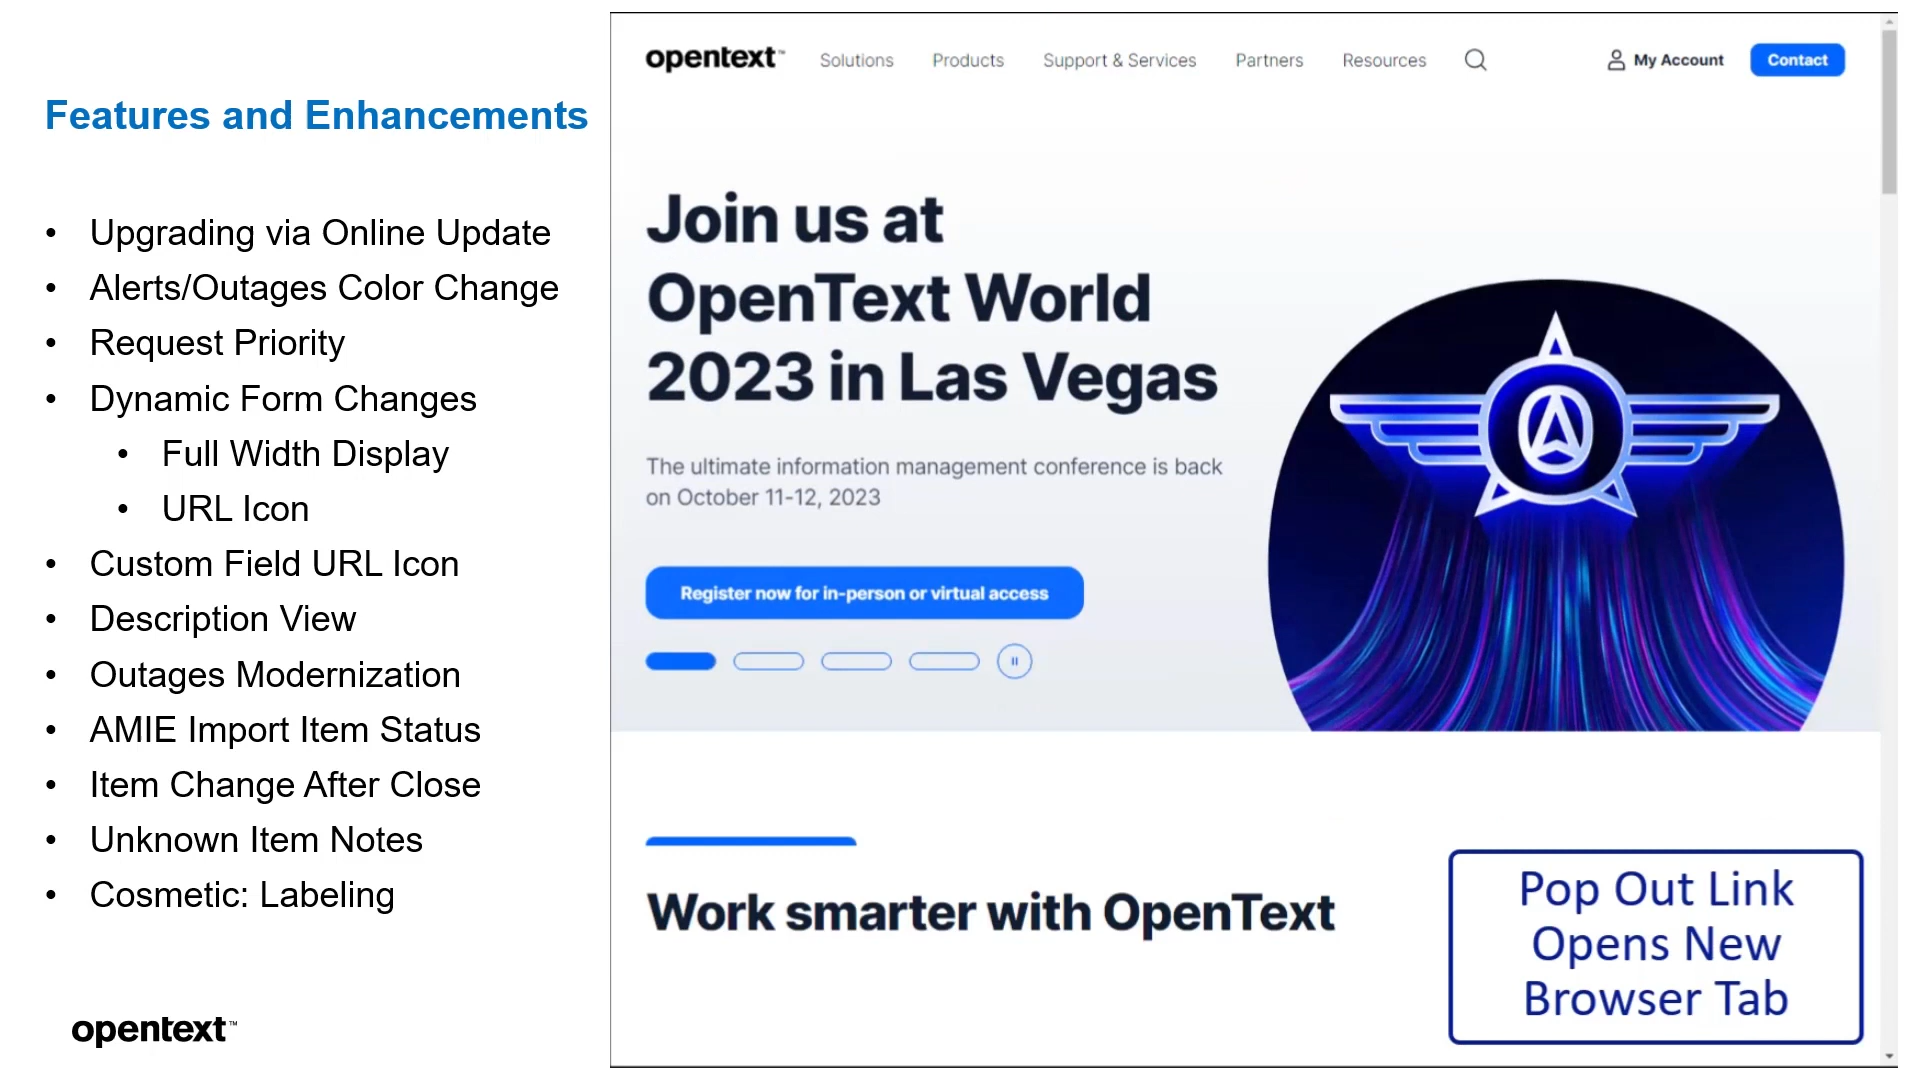 Features and Enhancements
• Upgrading via Online Update
• Alerts/Outages Color Change
• Request Priority
• Dynamic Form Changes
• Full Width Display
• URL Icon
• Custom Field URL Icon
• Description View
• Outages Modernization
• AMIE Import Item Status
• Item Change After Close
• Unknown Item Notes
• Cosmetic: Labeling
opentext™
opentext™ Solutions Products Support & Services Partners Resources My Account Contact
Join us at
OpenText World
2023 in Las Vegas
The ultimate information management conference is back
on October 11-12, 2023
Register now for in-person or virtual access
Work smarter with OpenText
Pop Out Link
Opens New
Browser Tab